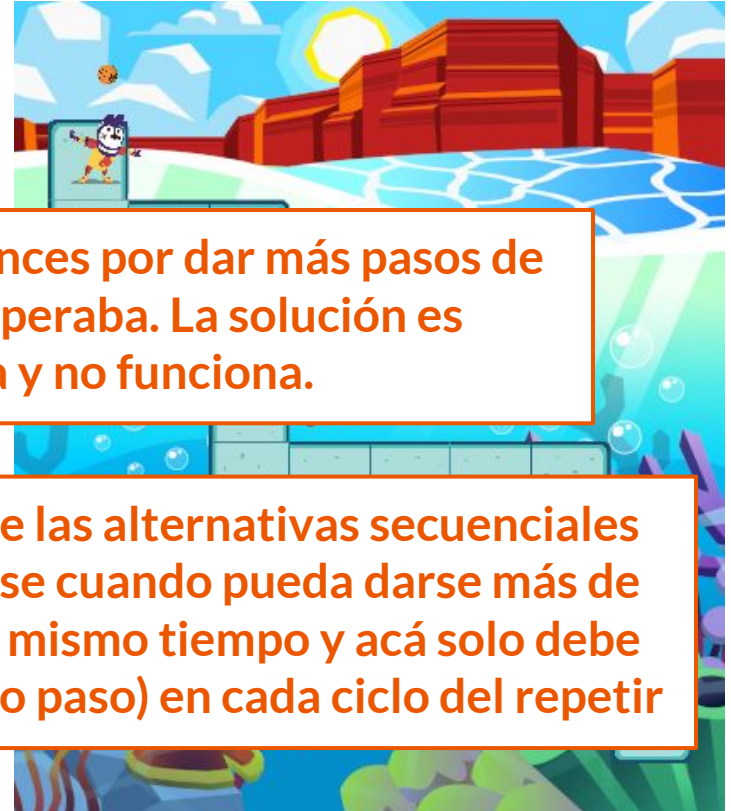 nces por dar más pasos de
peraba. La solución es
a y no funciona.
e las alternativas secuenciales
se cuando pueda darse más de
mismo tiempo y acá solo debe
o paso) en cada ciclo del repetir